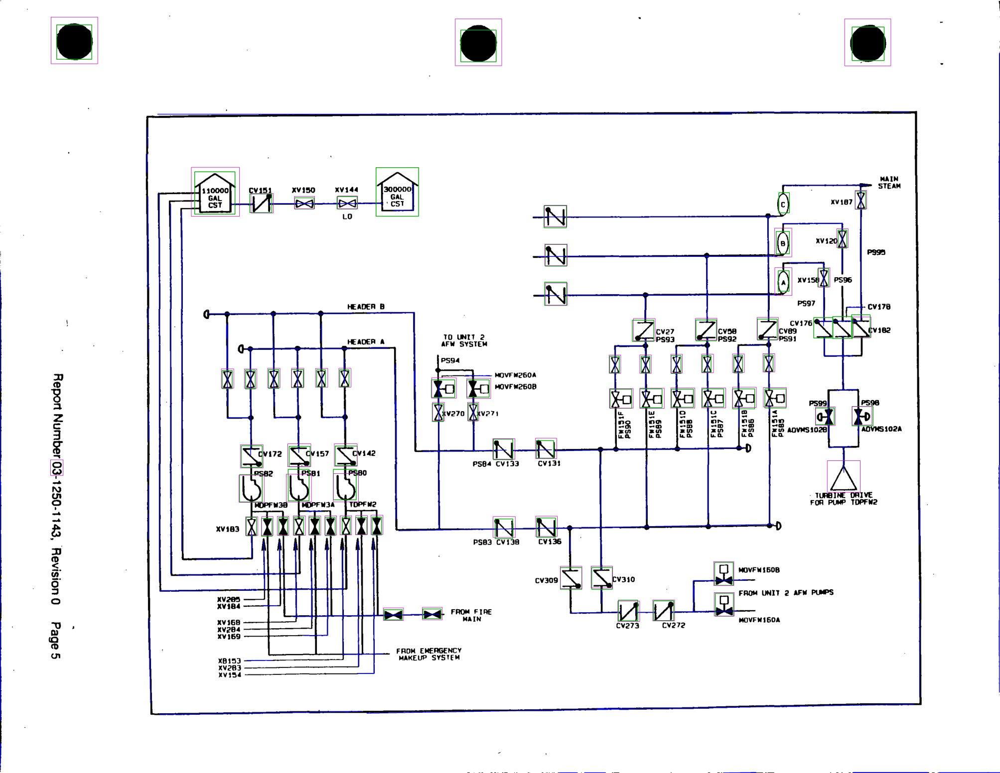 110000
GAL
CST
CV151
XV150
XV144
LO
300000
GAL
CST
MAIN
STEAM
C
XV187
B
XV120
PS95
A
XV158
PS96
PS97
CV178
CV176
CV182
HEADER B
HEADER A
TO UNIT 2
AFW SYSTEM
PS94
MOVFW260A
MOVFW260B
XV270
XV271
CV27
PS93
CV58
PS92
CV89
PS91
FW151F
PS90
FW151E
PS89
FW151D
PS88
FW151C
PS87
FW151B
PS86
FW151A
PS85
PS99
PS98
AOVMS102B
AOVMS102A
CV172
CV157
CV142
PS82
PS81
PS80
PS84 CV133
CV131
MDPFW3B
MDPFW3A
TDPFW2
TURBINE DRIVE
FOR PUMP TDPFW2
XV183
PS83 CV138
CV136
CV309
CV310
MOVFW160B
FROM UNIT 2 AFW PUMPS
MOVFW160A
CV273
CV272
XV285
XV184
XV168
XV284
XV169
FROM FIRE
MAIN
FROM EMERGENCY
MAKEUP SYSTEM
XB153
XV283
XV154
Report Number 03-1250-1143, Revision 0 Page 5